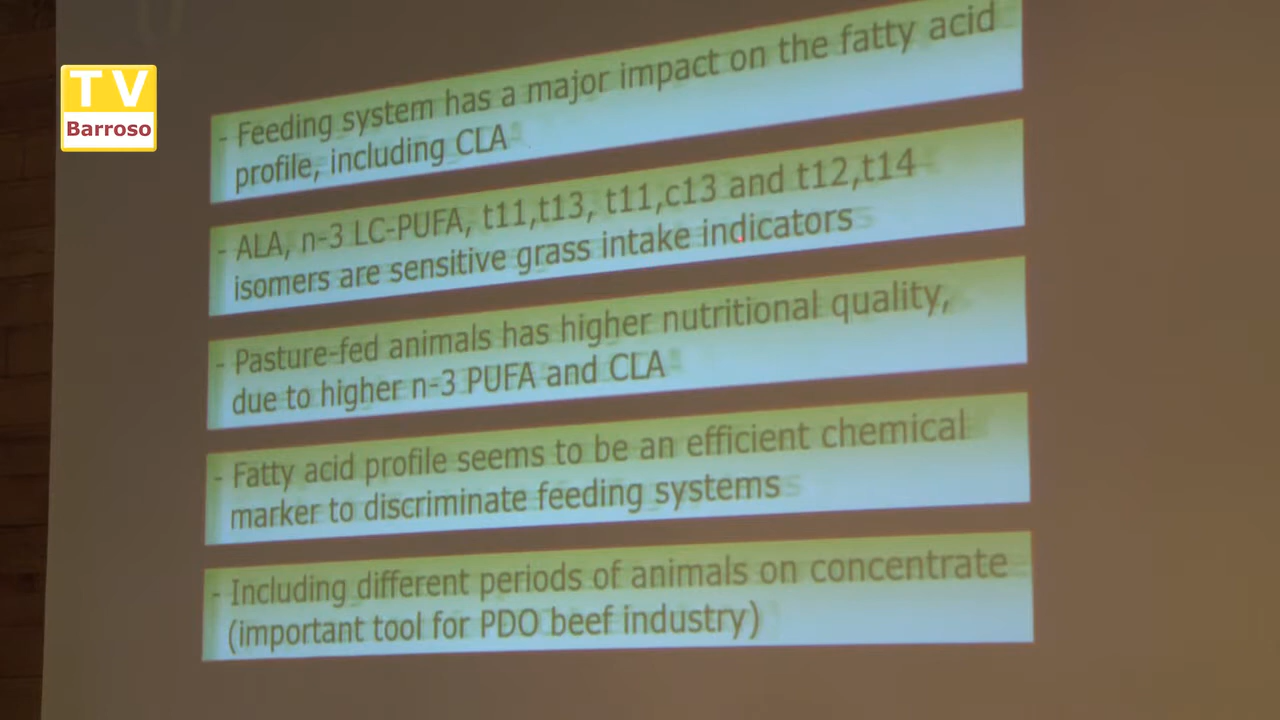 TV
Barroso
- Feeding system has a major impact on the fatty acid
profile, including CLA
- ALA, n-3 LC-PUFA, t11,t13, t11,c13 and t12,t14
isomers are sensitive grass intake indicators
- Pasture-fed animals has higher nutritional quality,
due to higher n-3 PUFA and CLA
- Fatty acid profile seems to be an efficient chemical
marker to discriminate feeding systems
- Including different periods of animals on concentrate
(important tool for PDO beef industry)